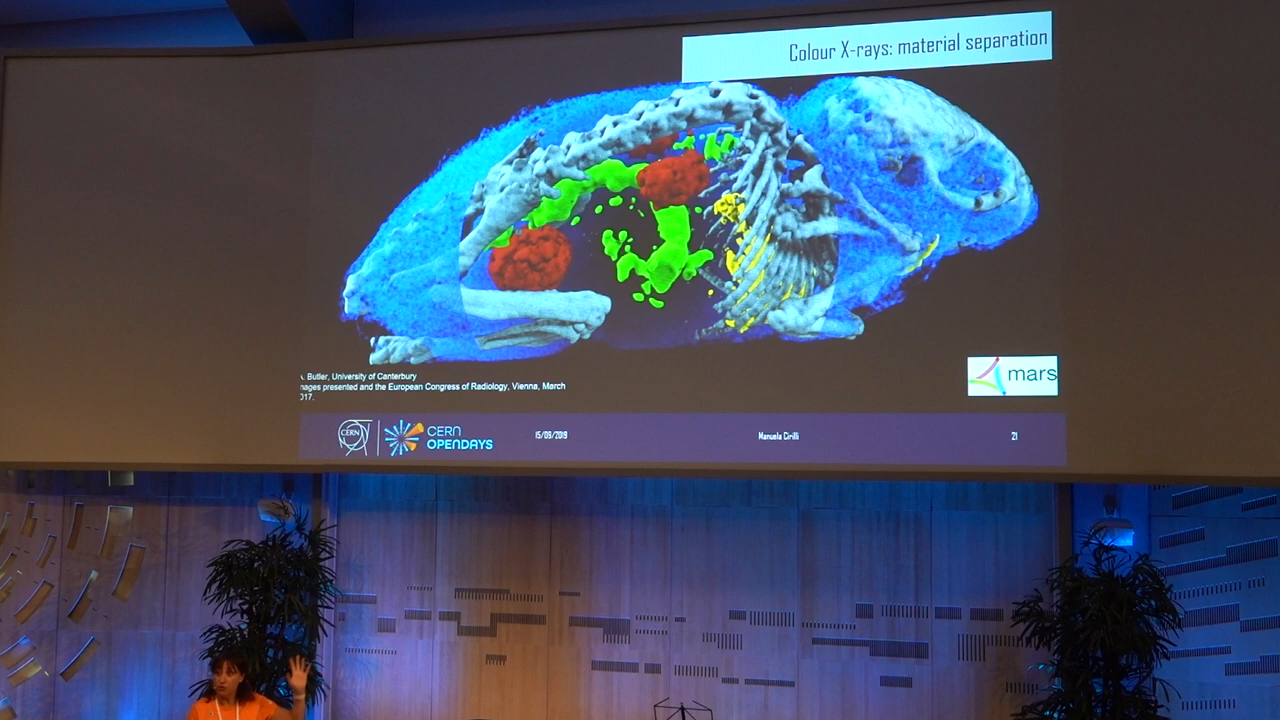 Colour X-rays: material separation
. Butler, University of Canterbury
ages presented and the European Congress of Radiology, Vienna, March
017.
mars
CERN
CERN
OPENDAYS
15/09/2019
Manuela Cirilli
21